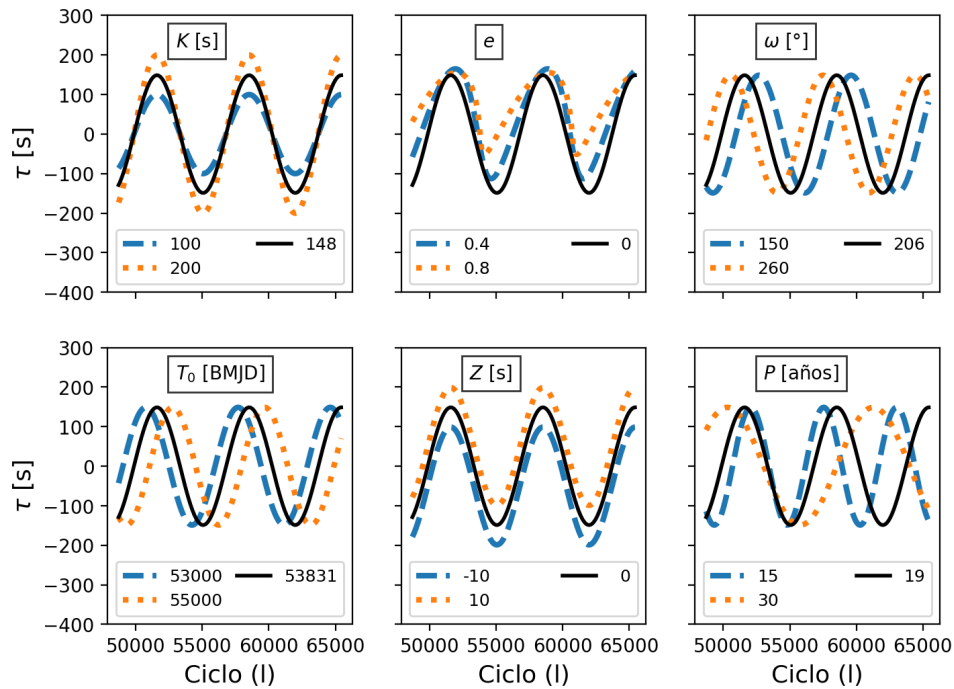 300
200
100
0
−100
−200
−300
−400
τ [s]
K [s]
100
148
200
e
0.4
0
0.8
ω [°]
150
206
260
300
200
100
0
−100
−200
−300
−400
τ [s]
T₀ [BMJD]
53000
53831
55000
50000 55000 60000 65000
Ciclo (l)
Z [s]
-10
0
10
50000 55000 60000 65000
Ciclo (l)
P [años]
15
19
30
50000 55000 60000 65000
Ciclo (l)